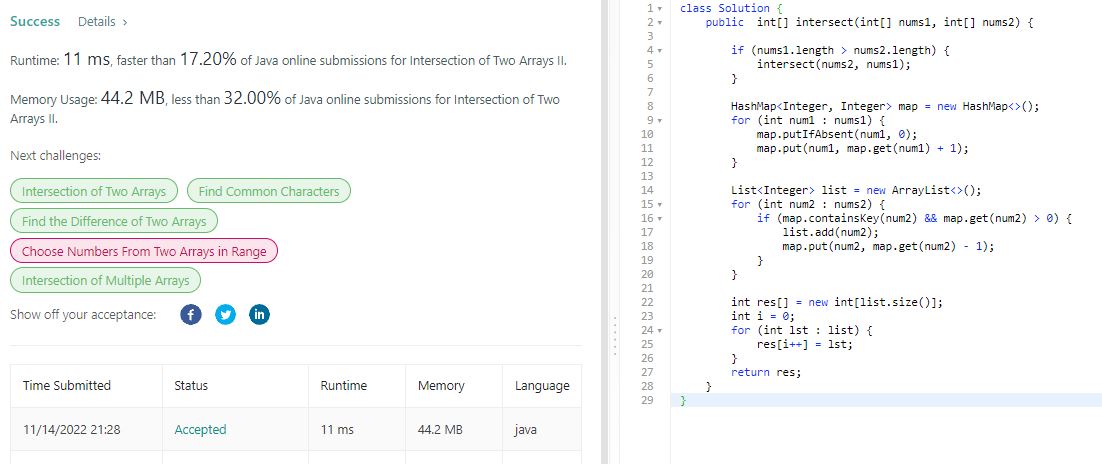 Success Details >
Runtime: 11 ms, faster than 17.20% of Java online submissions for Intersection of Two Arrays II.
Memory Usage: 44.2 MB, less than 32.00% of Java online submissions for Intersection of Two
Arrays II.
Next challenges:
Intersection of Two Arrays Find Common Characters
Find the Difference of Two Arrays
Choose Numbers From Two Arrays in Range
Intersection of Multiple Arrays
Show off your acceptance: f in
Time Submitted Status Runtime Memory Language
11/14/2022 21:28 Accepted 11 ms 44.2 MB java
1 class Solution {
2 public int[] intersect(int[] nums1, int[] nums2) {
3
4 if (nums1.length > nums2.length) {
5 intersect(nums2, nums1);
6 }
7
8 HashMap<Integer, Integer> map = new HashMap<>();
9 for (int num1 : nums1) {
10 map.putIfAbsent(num1, 0);
11 map.put(num1, map.get(num1) + 1);
12 }
13
14 List<Integer> list = new ArrayList<>();
15 for (int num2 : nums2) {
16 if (map.containsKey(num2) && map.get(num2) > 0) {
17 list.add(num2);
18 map.put(num2, map.get(num2) - 1);
19 }
20 }
21
22 int res[] = new int[list.size()];
23 int i = 0;
24 for (int lst : list) {
25 res[i++] = lst;
26 }
27 return res;
28 }
29 }